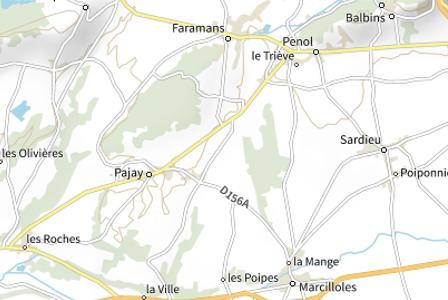 Balbins
Faramans
Penol
le Triève
Sardieu
les Olivières
Pajay
Poiponnie
D156A
les Roches
la Mange
les Poipes
Marcilloles
la Ville